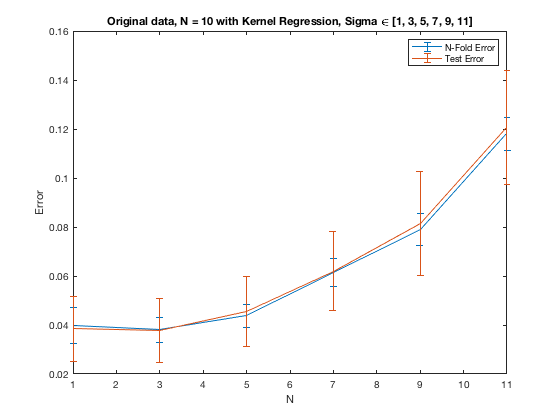 Original data, N = 10 with Kernel Regression, Sigma ∈ [1, 3, 5, 7, 9, 11]
0.16
N-Fold Error
Test Error
0.14
0.12
0.1
Error
0.08
0.06
0.04
0.02
1 2 3 4 5 6 7 8 9 10 11
N